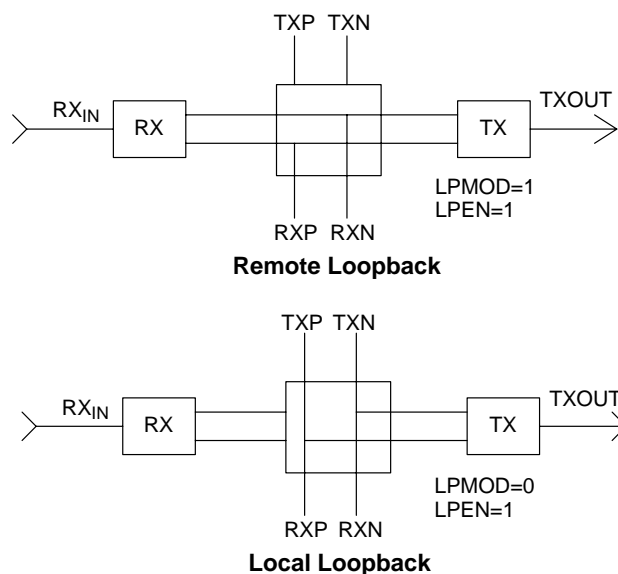 TXP TXN
RX_IN RX TX TXOUT
LPMOD=1
LPEN=1
RXP RXN
Remote Loopback
TXP TXN
RX_IN RX TX TXOUT
LPMOD=0
LPEN=1
RXP RXN
Local Loopback